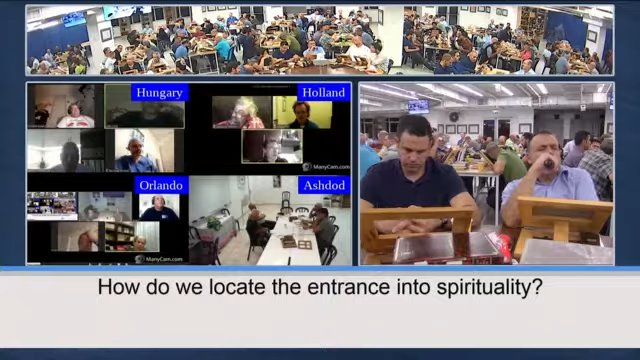 Hungary
Holland
ManyCam.com
Orlando
Ashdod
ManyCam.com
How do we locate the entrance into spirituality?